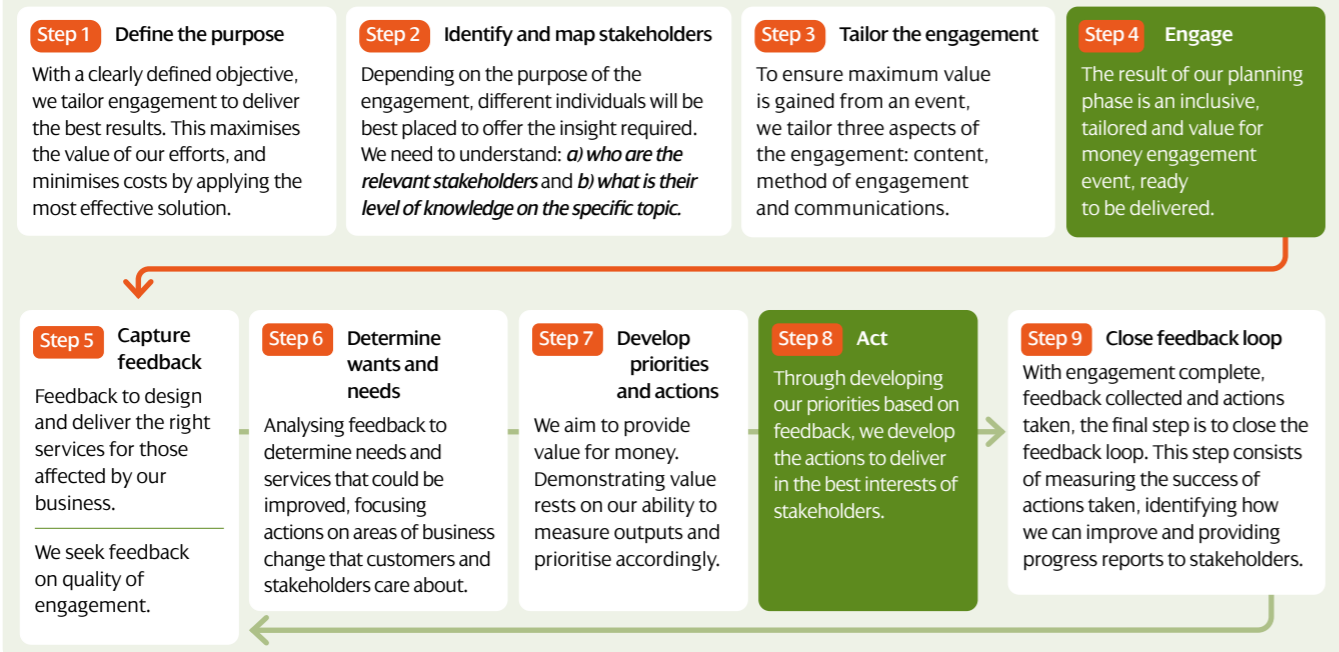 Step 1 Define the purpose
With a clearly defined objective,
we tailor engagement to deliver
the best results. This maximises
the value of our efforts, and
minimises costs by applying the
most effective solution.
Step 2 Identify and map stakeholders
Depending on the purpose of the
engagement, different individuals will be
best placed to offer the insight required.
We need to understand: a) who are the
relevant stakeholders and b) what is their
level of knowledge on the specific topic.
Step 3 Tailor the engagement
To ensure maximum value
is gained from an event,
we tailor three aspects of
the engagement: content,
method of engagement
and communications.
Step 4 Engage
The result of our planning
phase is an inclusive,
tailored and value for
money engagement
event, ready
to be delivered.
Step 5 Capture
feedback
Feedback to design
and deliver the right
services for those
affected by our
business.
We seek feedback
on quality of
engagement.
Step 6 Determine
wants and
needs
Analysing feedback to
determine needs and
services that could be
improved, focusing
actions on areas of business
change that customers and
stakeholders care about.
Step 7 Develop
priorities
and actions
We aim to provide
value for money.
Demonstrating value
rests on our ability to
measure outputs and
prioritise accordingly.
Step 8 Act
Through developing
our priorities based on
feedback, we develop
the actions to deliver
in the best interests of
stakeholders.
Step 9 Close feedback loop
With engagement complete,
feedback collected and actions
taken, the final step is to close the
feedback loop. This step consists
of measuring the success of
actions taken, identifying how
we can improve and providing
progress reports to stakeholders.